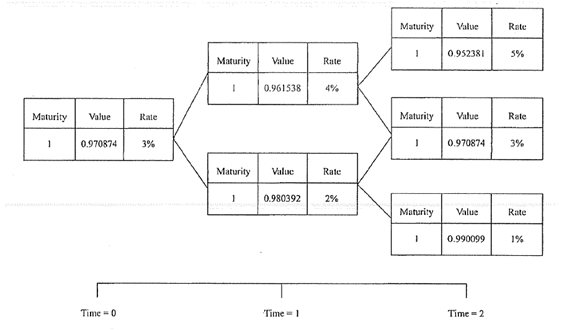 Maturity Value Rate
1 0.970874 3%
Maturity Value Rate
1 0.961538 4%
Maturity Value Rate
1 0.980392 2%
Maturity Value Rate
1 0.952381 5%
Maturity Value Rate
1 0.970874 3%
Maturity Value Rate
1 0.990099 1%
Time = 0 Time = 1 Time = 2